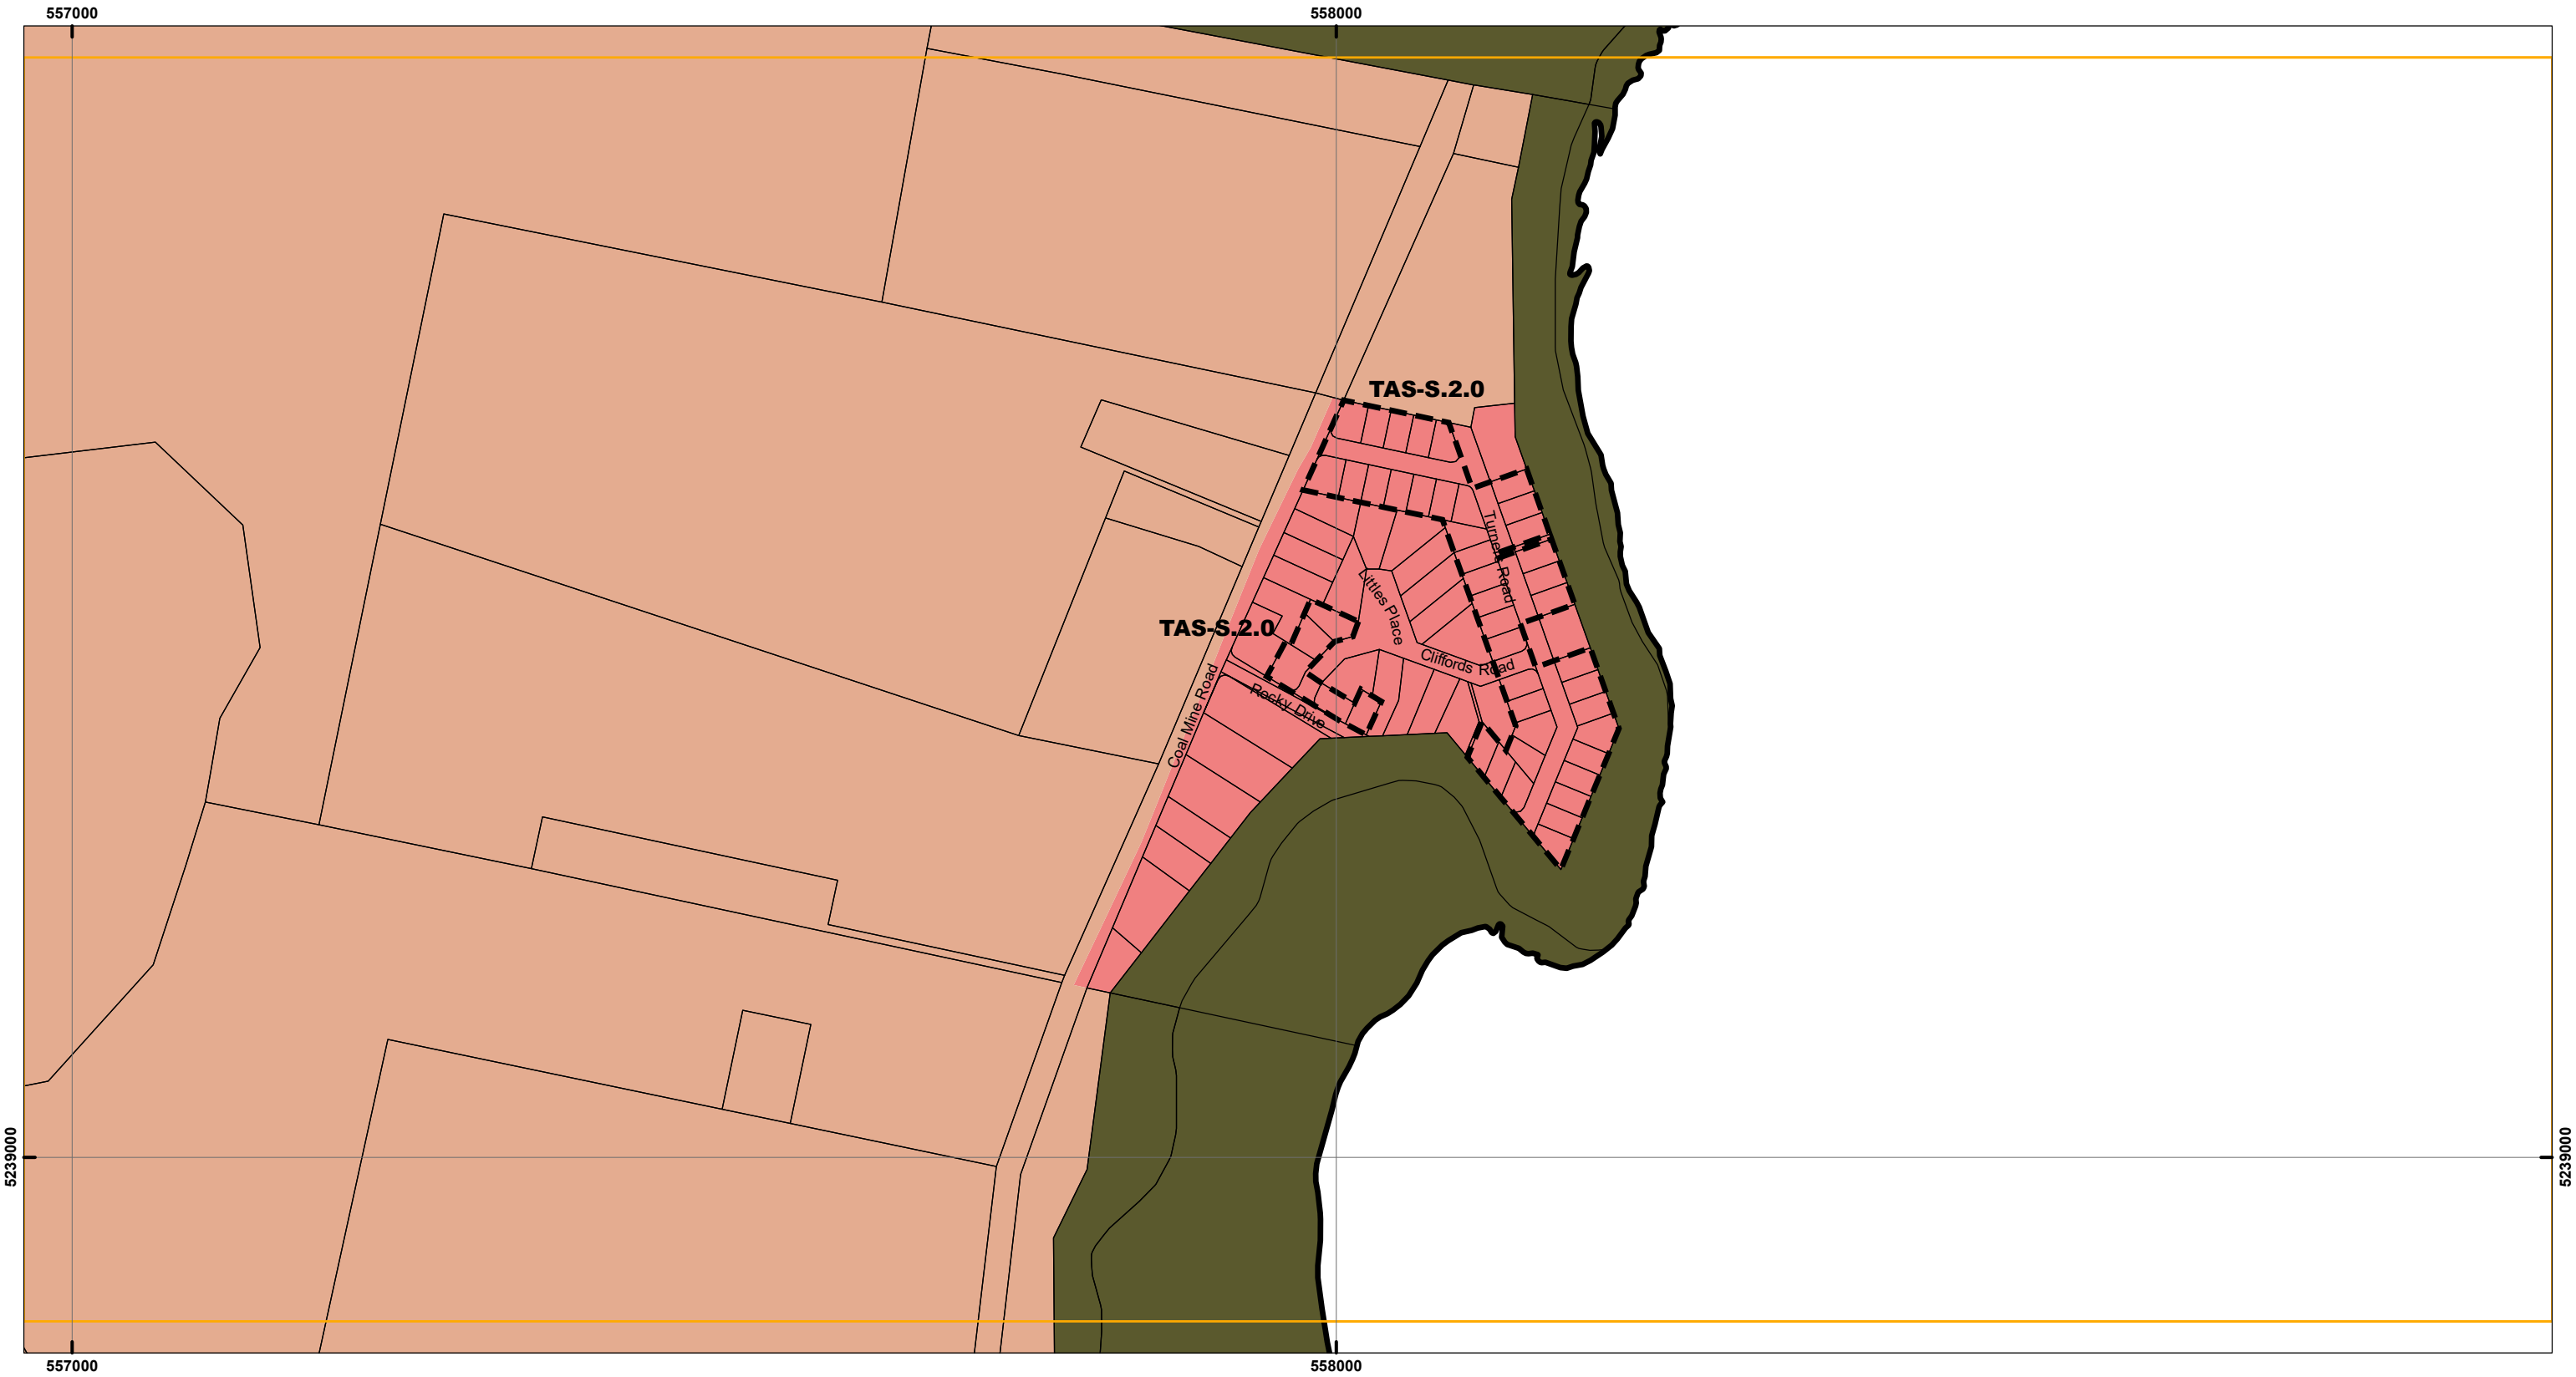 557000
558000
TAS-S.2.0
Turners Road
Littles Place
TAS-S.2.0
Cliffords Road
Coal Mine Road
Rocky Drive
5239000
5239000
557000
558000